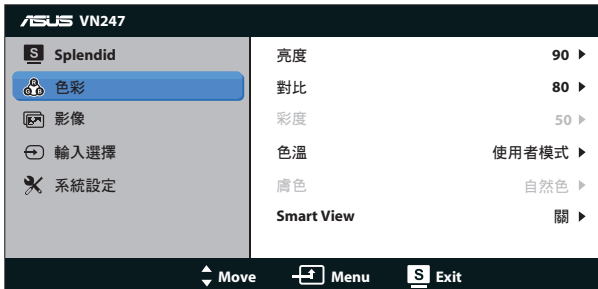 ASUS VN247
S Splendid
色彩
影像
輸入選擇
系統設定
亮度 90
對比 80
彩度 50
色溫 使用者模式
膚色 自然色
Smart View 關
Move Menu S Exit